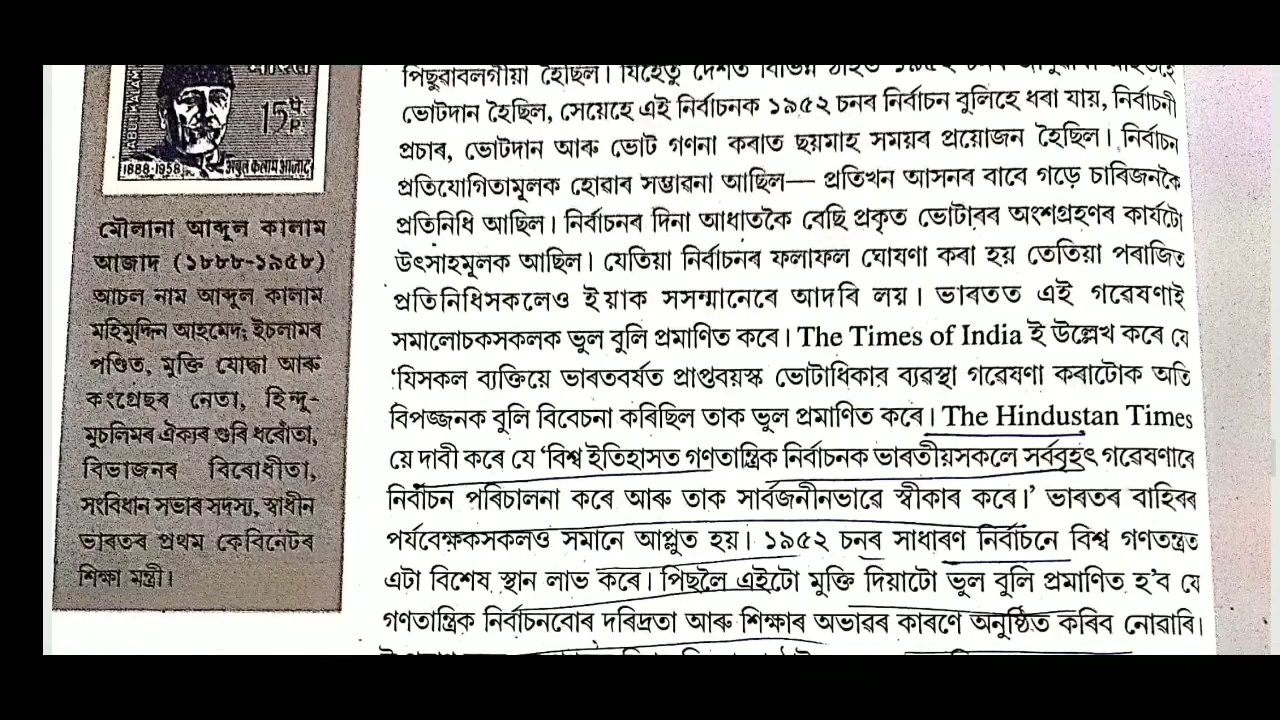 15
1888-1958
अबुल कलाम आज़ाद
মৌলানা আব্দুল কালাম
আজাদ (১৮৮৮-১৯৫৮)
আচল নাম আব্দুল কালাম
মহিমুদ্দিন আহমেদ; ইচলামৰ
পণ্ডিত, মুক্তি যোদ্ধা আৰু
কংগ্ৰেছৰ নেতা, হিন্দু-
মুচলিমৰ ঐক্যৰ গুৰি ধৰোঁতা,
বিভাজনৰ বিৰোধীতা,
সংবিধান সভাৰ সদস্য, স্বাধীন
ভাৰতৰ প্ৰথম কেবিনেটৰ
শিক্ষা মন্ত্ৰী।
পিছুৱাবলগীয়া হৈছিল। যিহেতু দেশত
ভোটদান হৈছিল, সেয়েহে এই নিৰ্বাচনক ১৯৫২ চনৰ নিৰ্বাচন বুলিহে ধৰা যায়, নিৰ্বাচনী
প্ৰচাৰ, ভোটদান আৰু ভোট গণনা কৰাত ছয়মাহ সময়ৰ প্ৰয়োজন হৈছিল। নিৰ্বাচন
প্ৰতিযোগিতামূলক হোৱাৰ সম্ভাৱনা আছিল— প্ৰতিখন আসনৰ বাবে গড়ে চাৰিজনকৈ
প্ৰতিনিধি আছিল। নিৰ্বাচনৰ দিনা আধাতকৈ বেছি প্ৰকৃত ভোটাৰৰ অংশগ্ৰহণৰ কাৰ্যটো
উৎসাহমূলক আছিল। যেতিয়া নিৰ্বাচনৰ ফলাফল ঘোষণা কৰা হয় তেতিয়া পৰাজিত
প্ৰতিনিধিসকলেও ইয়াক সসন্মানেৰে আদৰি লয়। ভাৰতত এই গৱেষণাই
সমালোচকসকলক ভুল বুলি প্ৰমাণিত কৰে। The Times of India ই উল্লেখ কৰে যে
‘যিসকল ব্যক্তিয়ে ভাৰতবৰ্ষত প্ৰাপ্তবয়স্ক ভোটাধিকাৰ ব্যৱস্থা গৱেষণা কৰাটোক অতি
বিপজ্জনক বুলি বিবেচনা কৰিছিল তাক ভুল প্ৰমাণিত কৰে। The Hindustan Times
য়ে দাবী কৰে যে ‘বিশ্ব ইতিহাসত গণতান্ত্ৰিক নিৰ্বাচনক ভাৰতীয়সকলে সৰ্ববৃহৎ গৱেষণাৰে
নিৰ্বাচন পৰিচালনা কৰে আৰু তাক সাৰ্বজনীনভাৱে স্বীকাৰ কৰে।’ ভাৰতৰ বাহিৰৰ
পৰ্যবেক্ষকসকলও সমানে আপ্লুত হয়। ১৯৫২ চনৰ সাধাৰণ নিৰ্বাচনে বিশ্ব গণতন্ত্ৰত
এটা বিশেষ স্থান লাভ কৰে। পিছলৈ এইটো মুক্তি দিয়াটো ভুল বুলি প্ৰমাণিত হ’ব যে
গণতান্ত্ৰিক নিৰ্বাচনবোৰ দৰিদ্ৰতা আৰু শিক্ষাৰ অভাৱৰ কাৰণে অনুষ্ঠিত কৰিব নোৱাৰি।